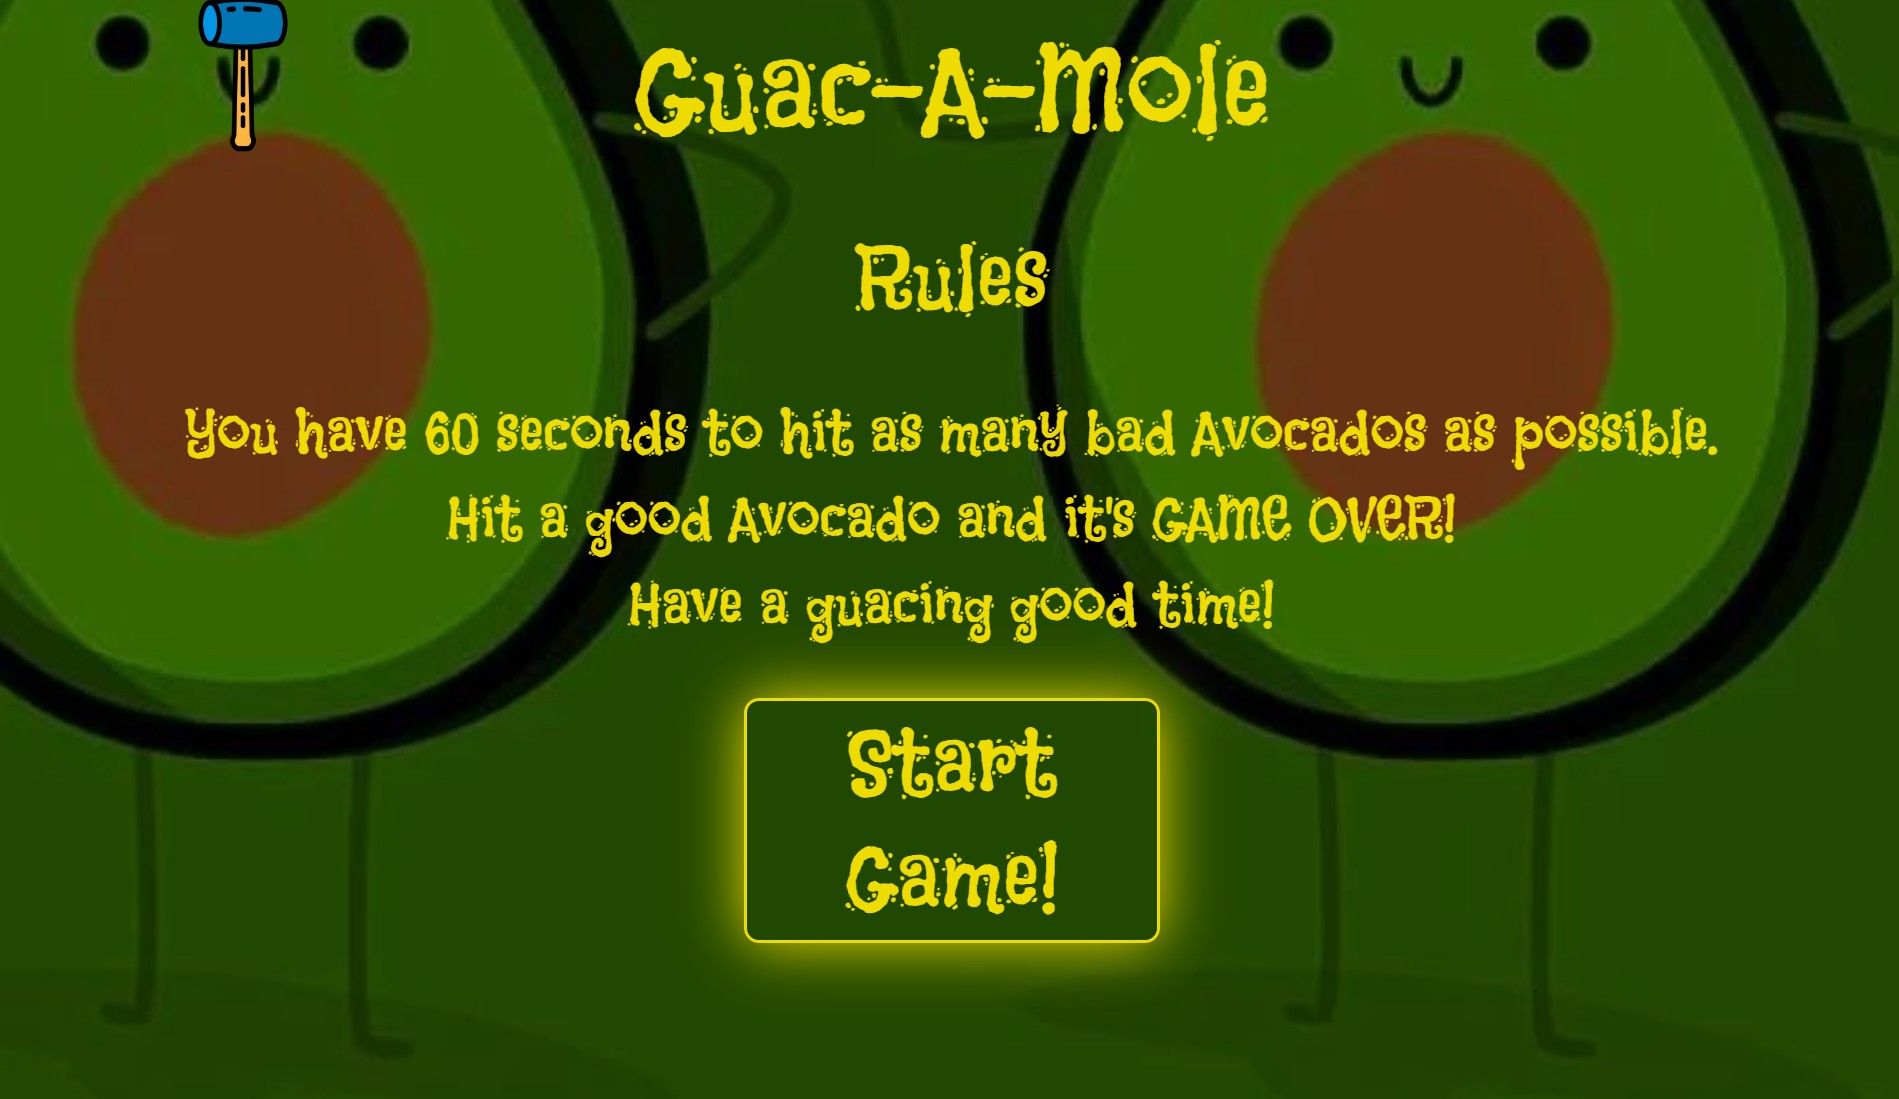 Guac-A-Mole
Rules
You have 60 seconds to hit as many bad Avocados as possible.
Hit a good Avocado and it's GAME OVER!
Have a guacing good time!
Start
Game!